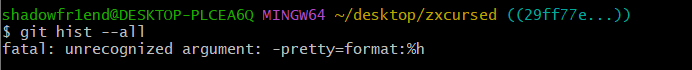 shadowfr1end@DESKTOP-PLCEA6Q MINGW64 ~/desktop/zxcursed ((29ff77e...))
$ git hist --all
fatal: unrecognized argument: -pretty=format:%h